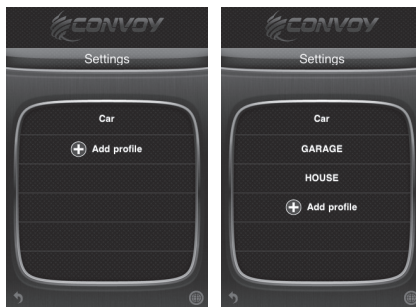 CONVOY
Settings
Car
Add profile
CONVOY
Settings
Car
GARAGE
HOUSE
Add profile